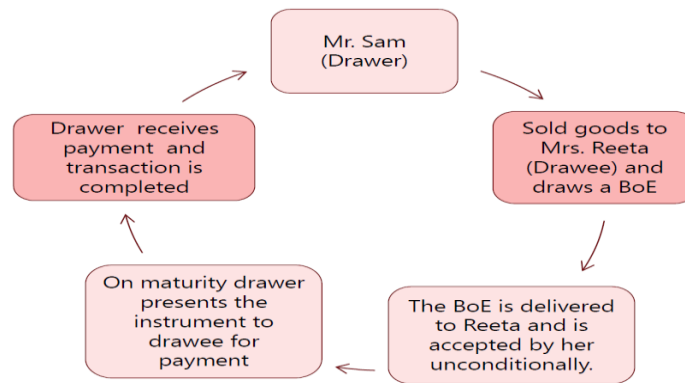 Mr. Sam
(Drawer)
Sold goods to
Mrs. Reeta
(Drawee) and
draws a BoE
The BoE is delivered
to Reeta and is
accepted by her
unconditionally.
On maturity drawer
presents the
instrument to
drawee for
payment
Drawer receives
payment and
transaction is
completed